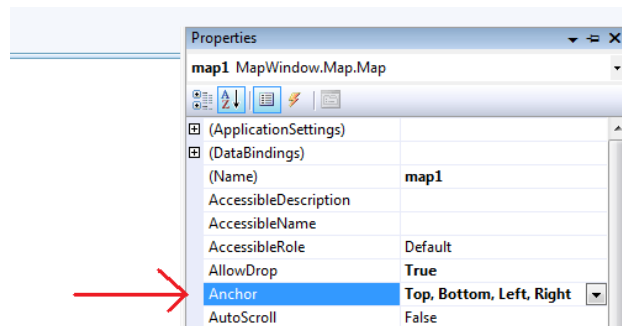 Properties
map1 MapWindow.Map.Map
(ApplicationSettings)
(DataBindings)
(Name) map1
AccessibleDescription
AccessibleName
AccessibleRole Default
AllowDrop True
Anchor Top, Bottom, Left, Right
AutoScroll False